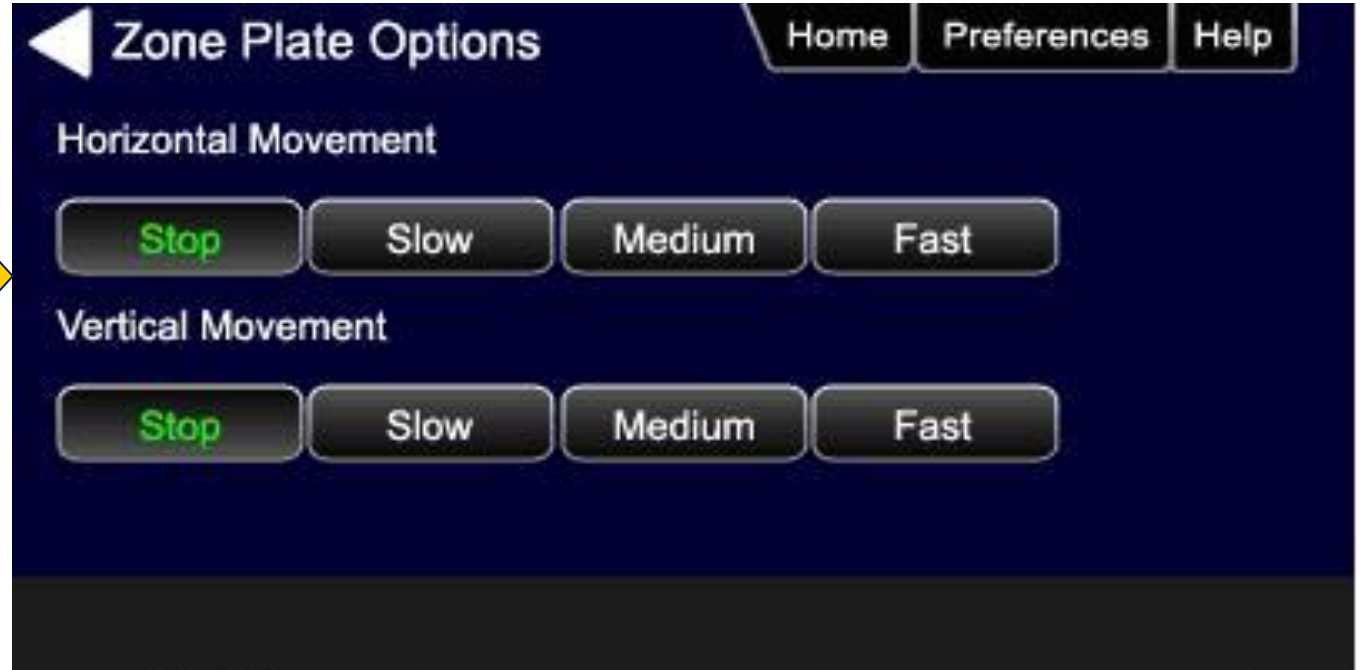 Zone Plate Options Home Preferences Help
Horizontal Movement
Stop Slow Medium Fast
Vertical Movement
Stop Slow Medium Fast